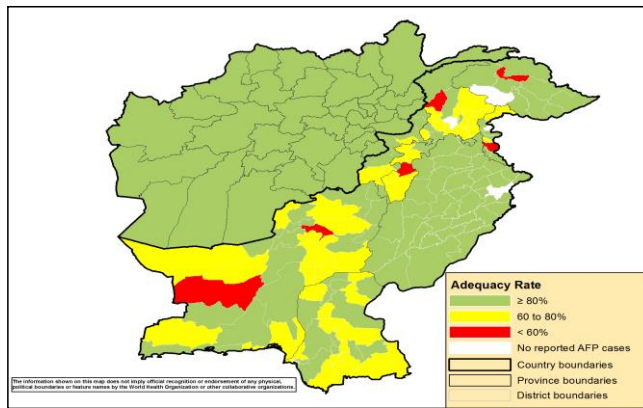 Adequacy Rate
≥ 80%
60 to 80%
< 60%
No reported AFP cases
Country boundaries
Province boundaries
District boundaries
The information shown on this map does not imply official recognition or endorsement of any physical,
political boundaries or feature names by the World Health Organization or other collaborative organizations.